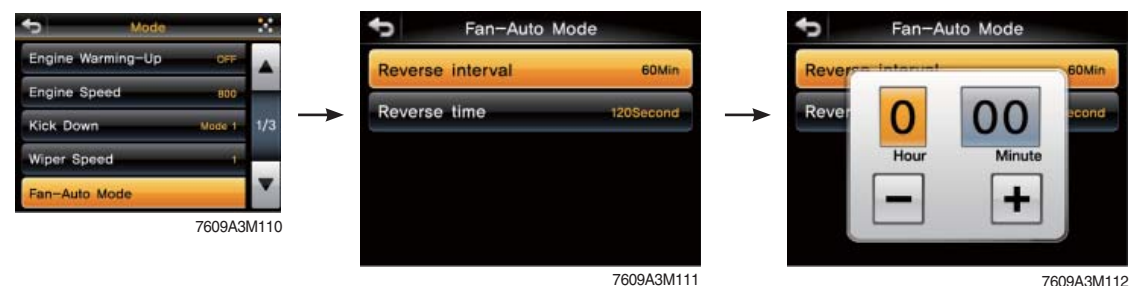 Mode
Engine Warming-Up OFF
Engine Speed 800
Kick Down Mode 1
Wiper Speed 1
Fan-Auto Mode
1/3
7609A3M110
Fan-Auto Mode
Reverse interval 60Min
Reverse time 120Second
7609A3M111
Fan-Auto Mode
Reverse interval 60Min
Rever econd
0 00
Hour Minute
− +
7609A3M112